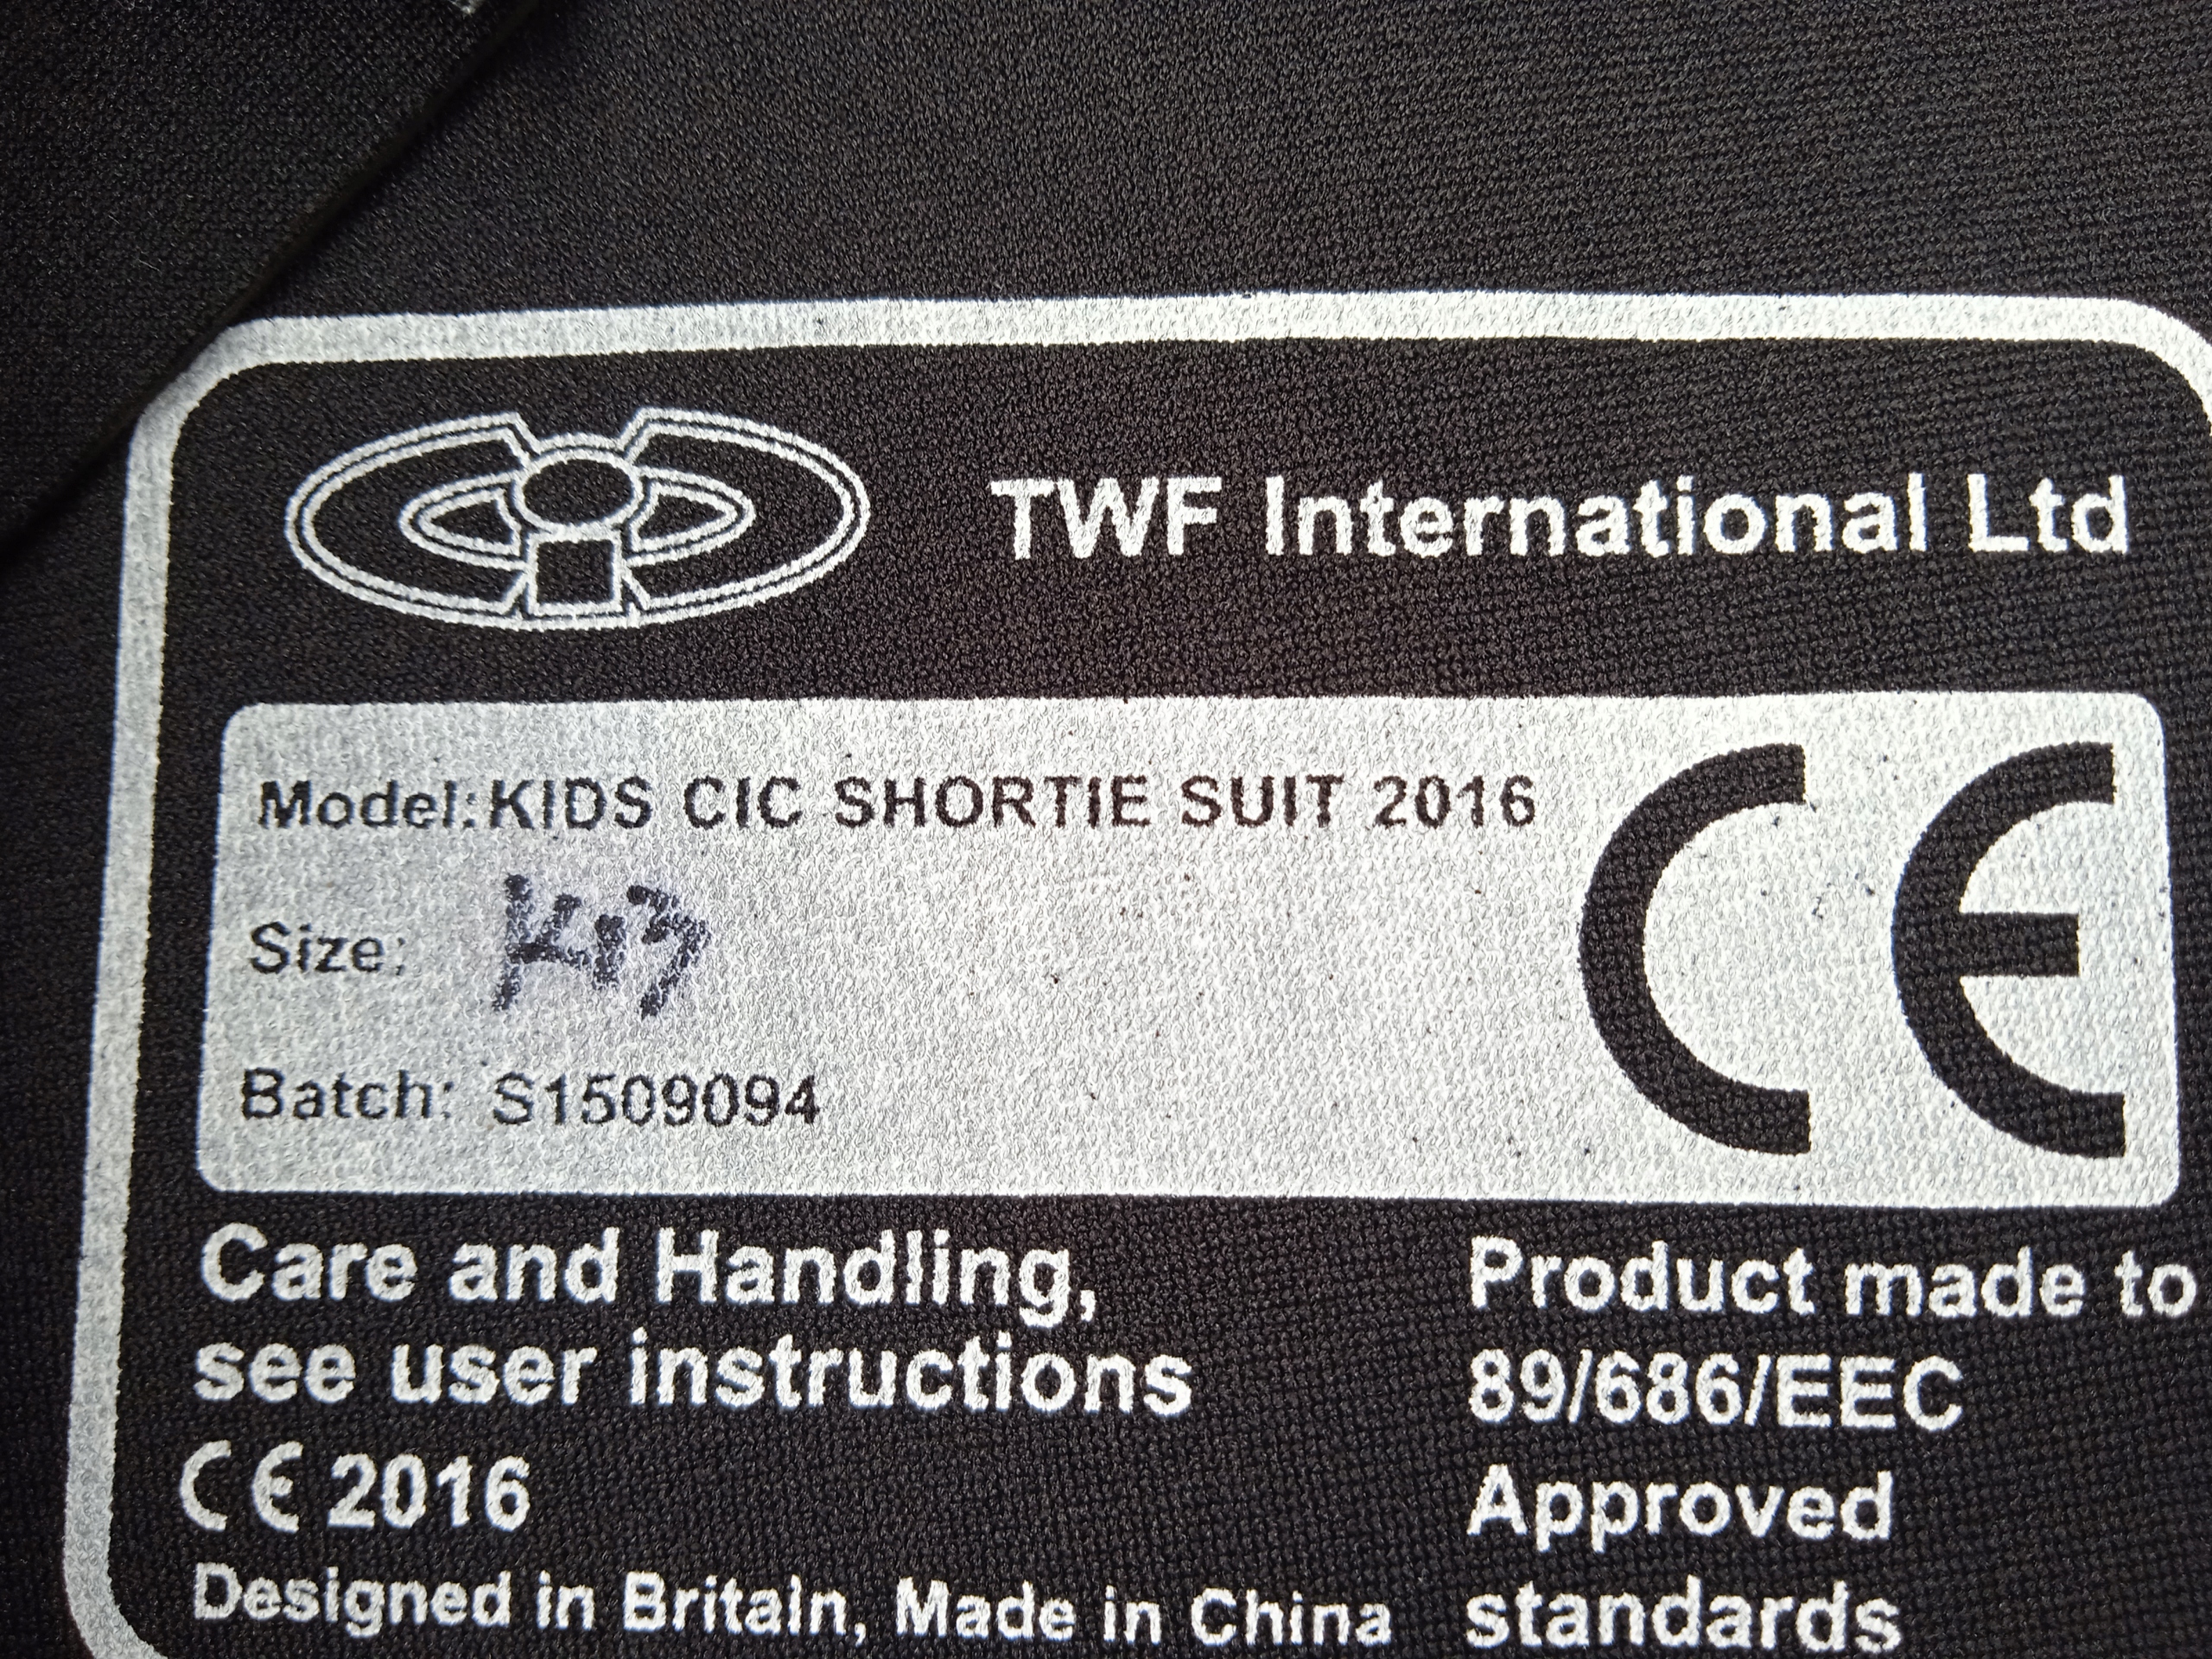 TWF International Ltd
Model: KIDS CIC SHORTIE SUIT 2016
Size: K13
Batch: S1509094
CE
Care and Handling,
see user instructions
CE 2016
Designed in Britain, Made in China
Product made to
89/686/EEC
Approved
standards